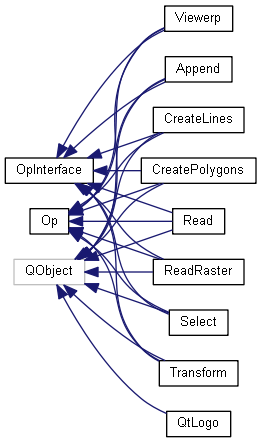 Viewerp
Append
CreateLines
OpInterface
CreatePolygons
Op
Read
QObject
ReadRaster
Select
Transform
QtLogo